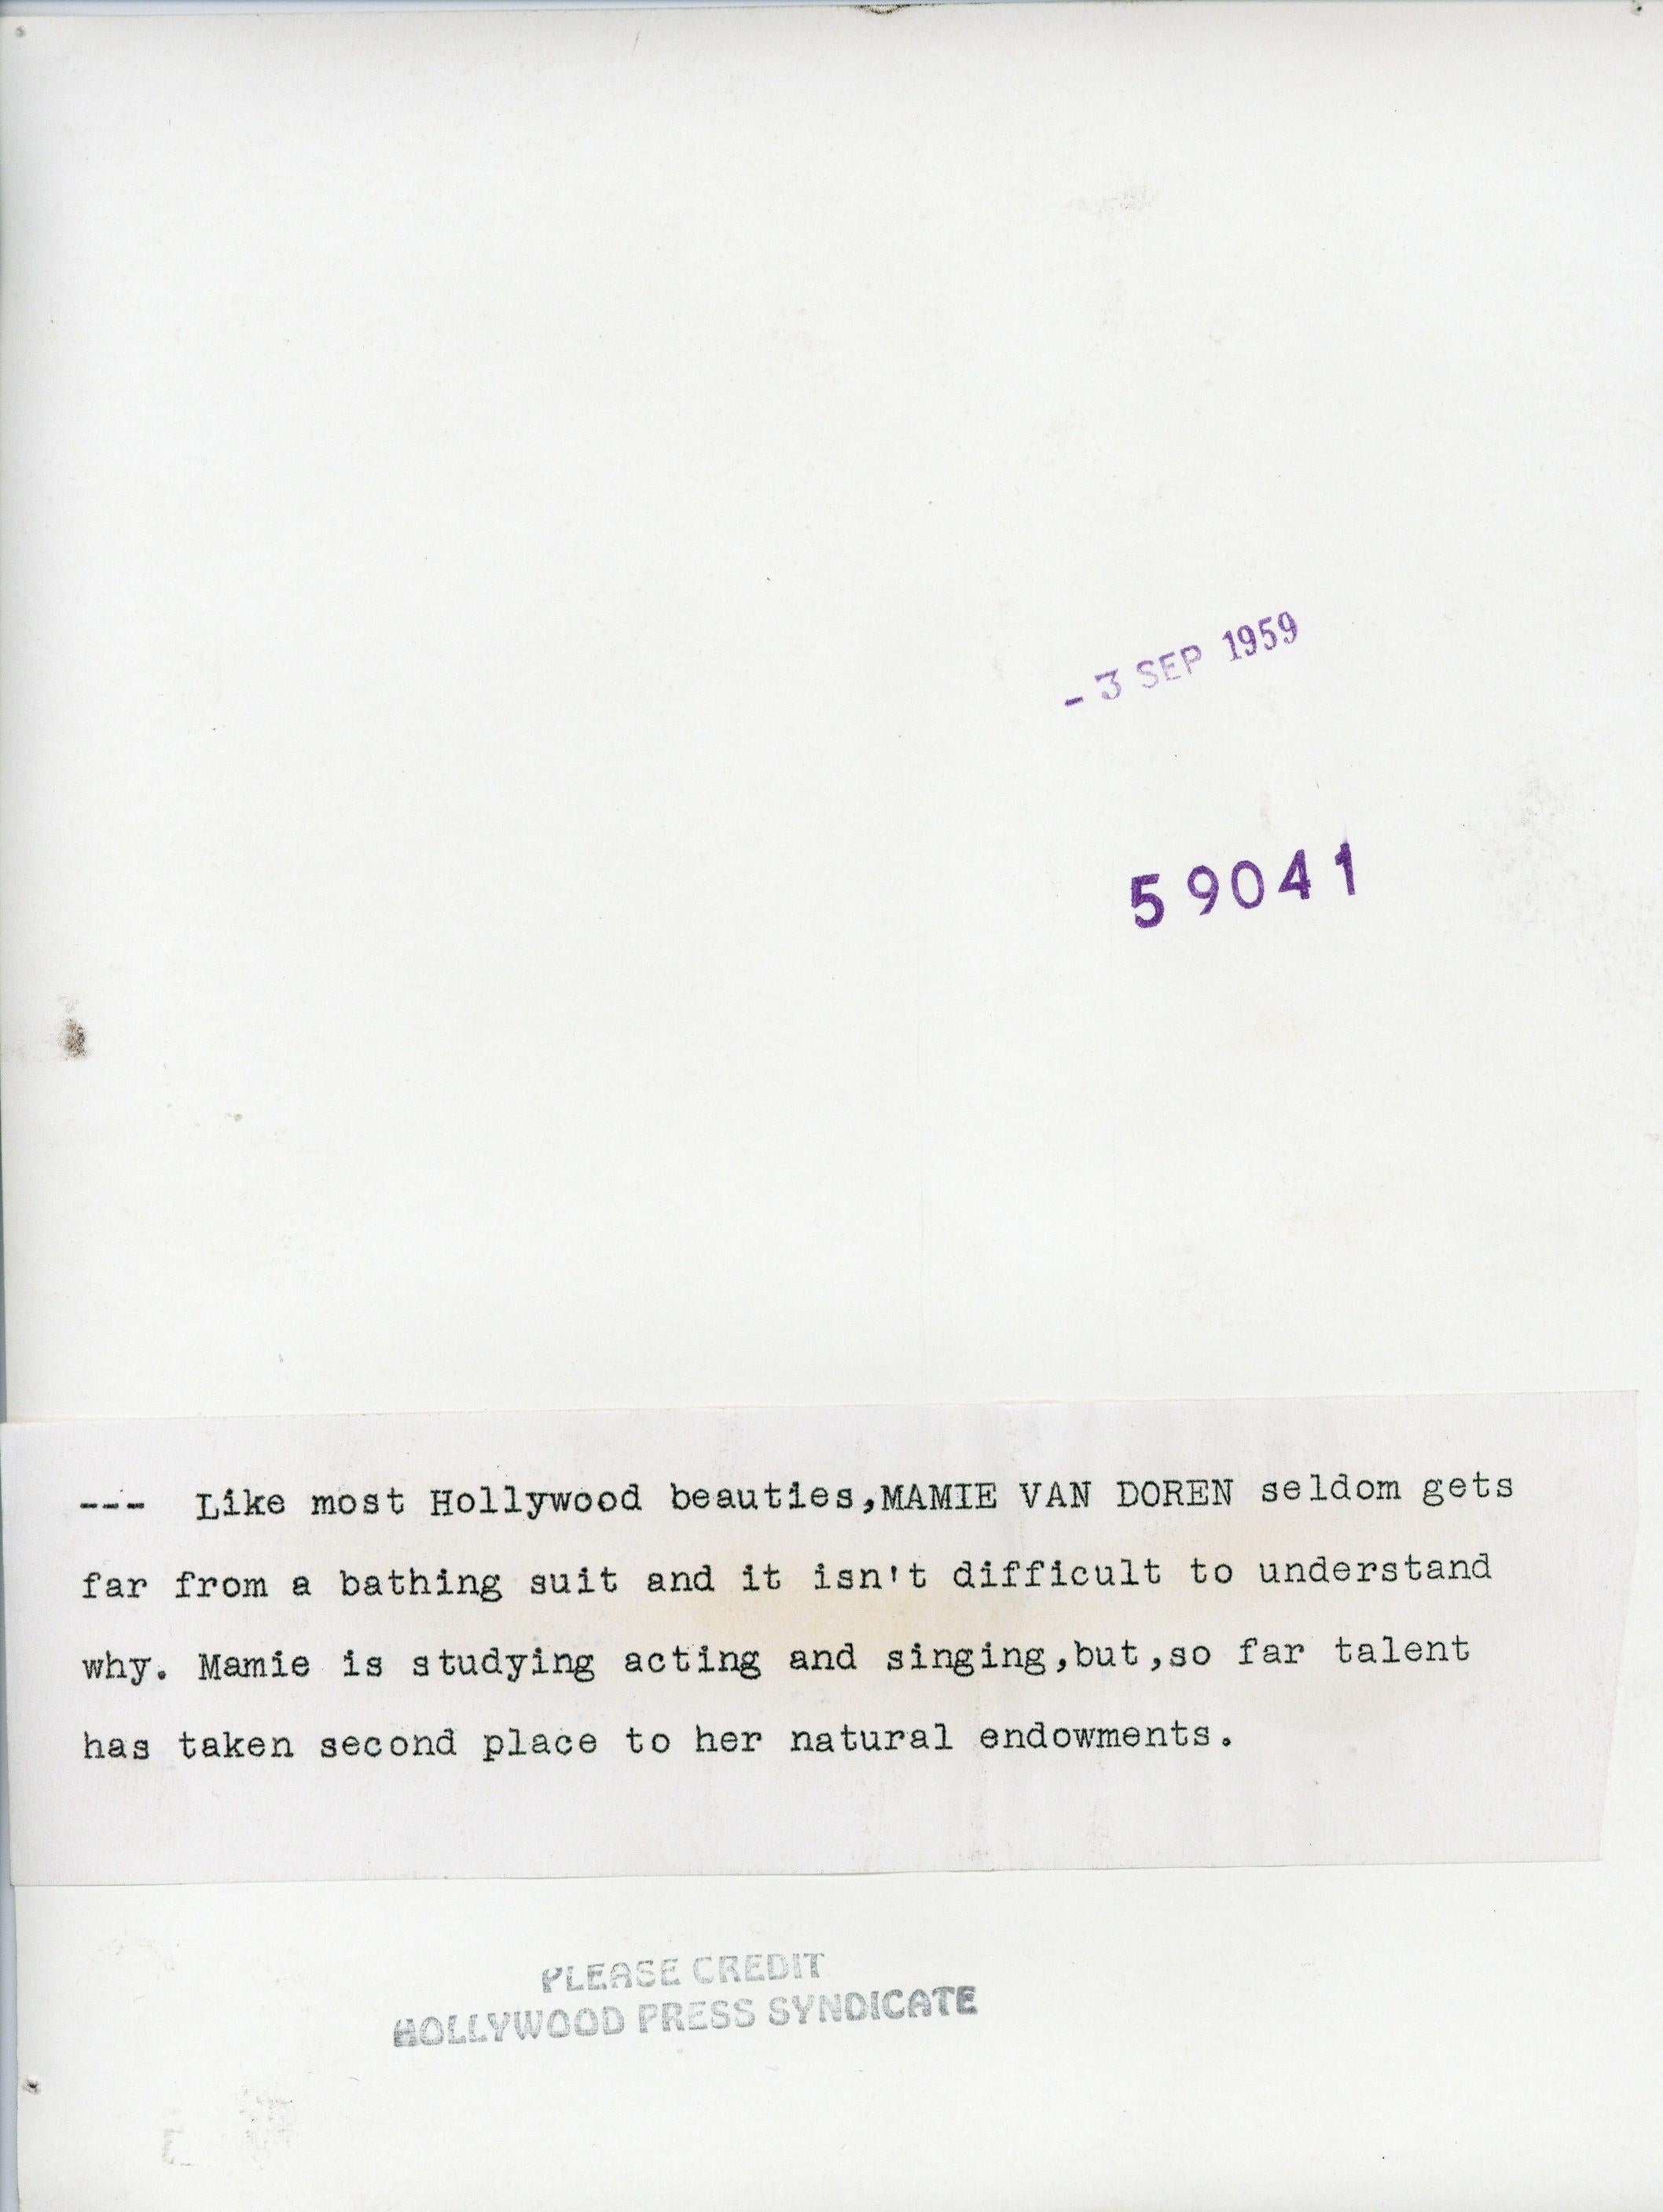 - 3 SEP 1959
59041
--- Like most Hollywood beauties,MAMIE VAN DOREN seldom gets
far from a bathing suit and it isn't difficult to understand
why. Mamie is studying acting and singing,but,so far talent
has taken second place to her natural endowments.
PLEASE CREDIT
HOLLYWOOD PRESS SYNDICATE